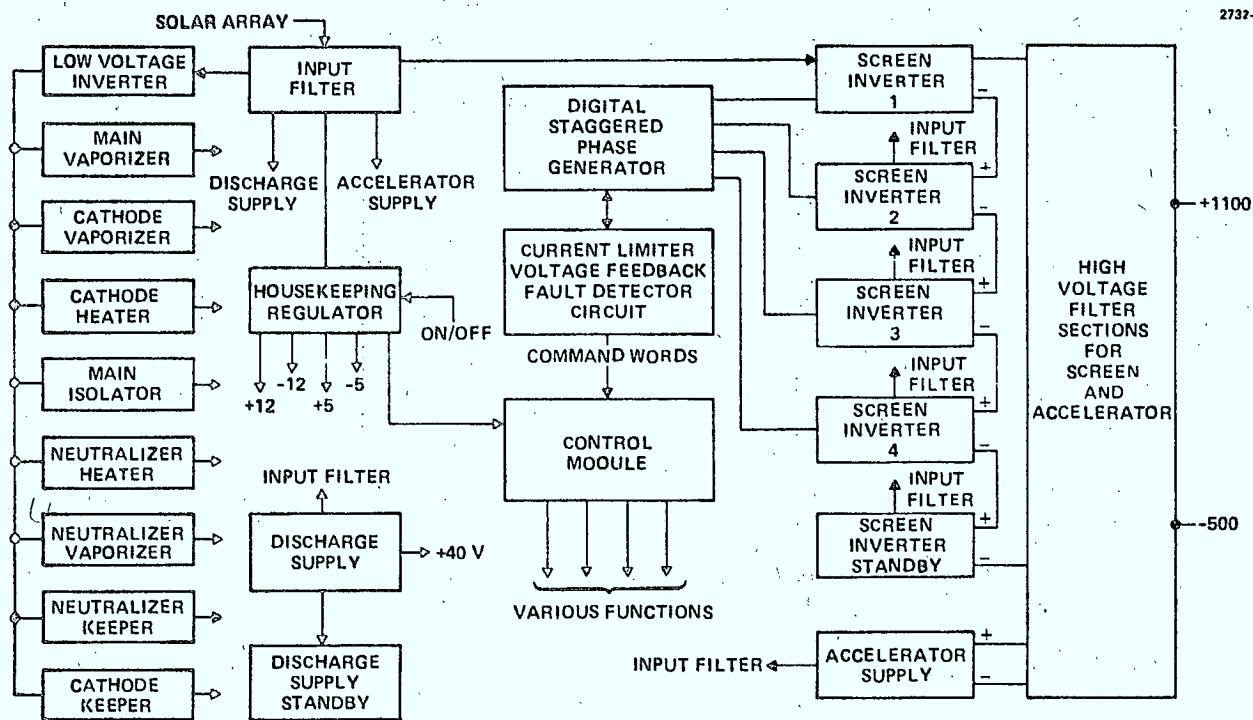 2732-
SOLAR ARRAY
LOW VOLTAGE
INVERTER
INPUT
FILTER
MAIN
VAPORIZER
DISCHARGE
SUPPLY
ACCELERATOR
SUPPLY
CATHODE
VAPORIZER
CATHODE
HEATER
HOUSEKEEPING
REGULATOR
ON/OFF
+12
-12
+5
-5
MAIN
ISOLATOR
NEUTRALIZER
HEATER
INPUT FILTER
NEUTRALIZER
VAPORIZER
DISCHARGE
SUPPLY
+40 V
NEUTRALIZER
KEEPER
CATHODE
KEEPER
DISCHARGE
SUPPLY
STANDBY
DIGITAL
STAGGERED
PHASE
GENERATOR
CURRENT LIMITER
VOLTAGE FEEDBACK
FAULT DETECTOR
CIRCUIT
COMMAND WORDS
CONTROL
MODULE
VARIOUS FUNCTIONS
SCREEN
INVERTER
1
−
INPUT
FILTER
+
SCREEN
INVERTER
2
−
INPUT
FILTER
+
SCREEN
INVERTER
3
−
INPUT
FILTER
+
SCREEN
INVERTER
4
−
INPUT
FILTER
+
SCREEN
INVERTER
STANDBY
−
INPUT FILTER
ACCELERATOR
SUPPLY
+
−
HIGH
VOLTAGE
FILTER
SECTIONS
FOR
SCREEN
AND
ACCELERATOR
+1100
-500